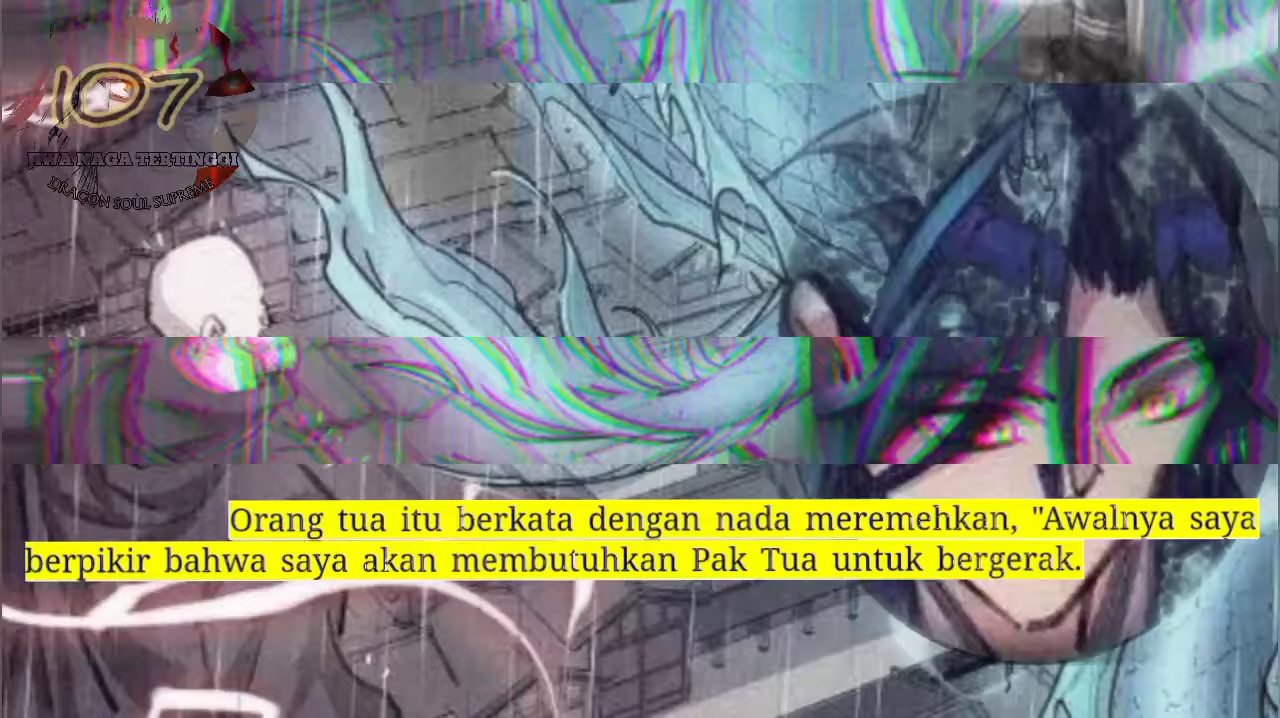 107
JIWA NAGA TERTINGGI
DRAGON SOUL SUPREME
Orang tua itu berkata dengan nada meremehkan, "Awalnya saya
berpikir bahwa saya akan membutuhkan Pak Tua untuk bergerak.